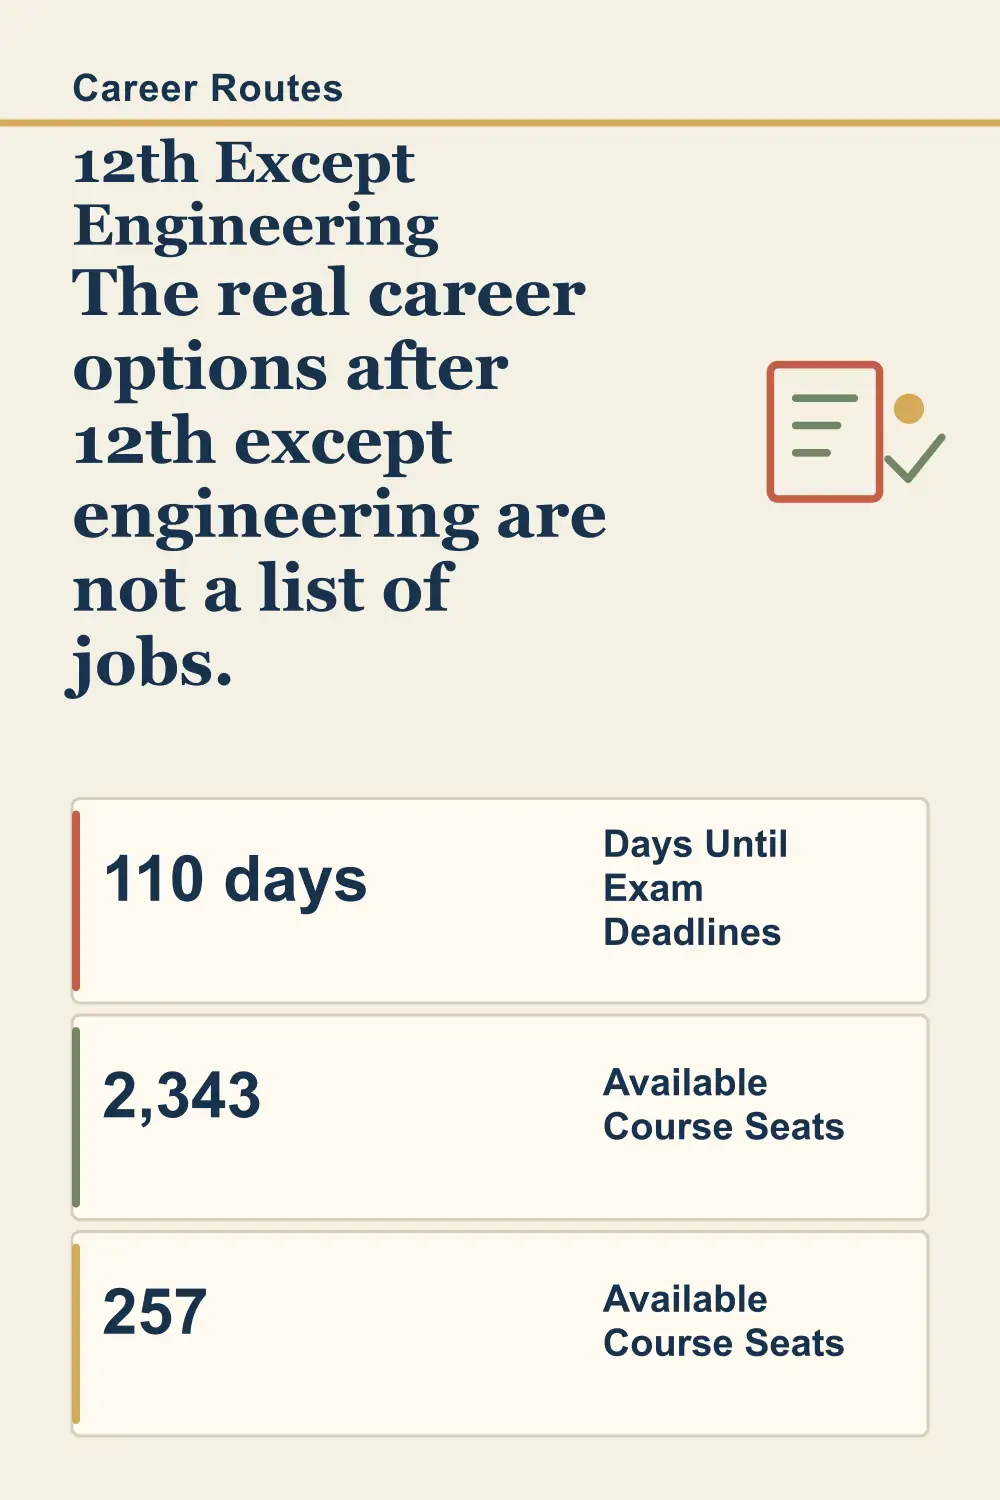 Career Routes
12th Except
Engineering
The real career
options after
12th except
engineering are
not a list of
jobs.
110 days
Days Until
Exam
Deadlines
2,343
Available
Course Seats
257
Available
Course Seats